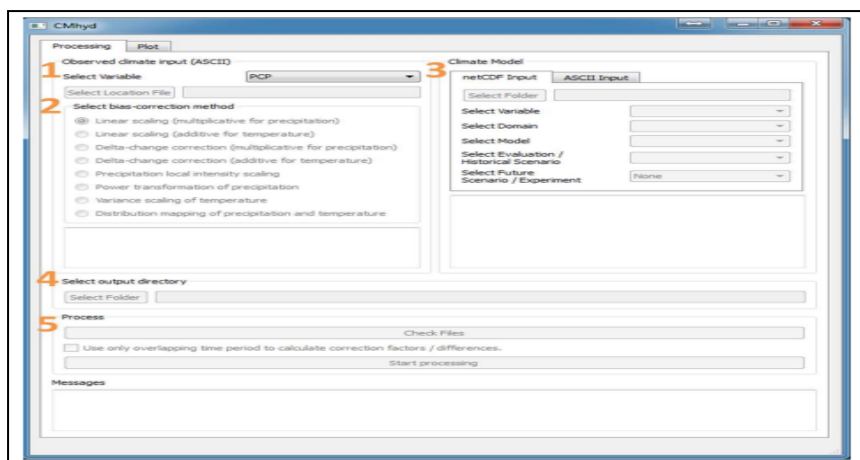 CMhyd
Processing Plot
Observed climate input (ASCII)
1 Select Variable PCP
Select Location File
2 Select bias-correction method
Linear scaling (multiplicative for precipitation)
Linear scaling (additive for temperature)
Delta-change correction (multiplicative for precipitation)
Delta-change correction (additive for temperature)
Precipitation local intensity scaling
Power transformation of precipitation
Variance scaling of temperature
Distribution mapping of precipitation and temperature
Climate Model
3 netCDF Input ASCII Input
Select Folder
Select Variable
Select Domain
Select Model
Select Evaluation /
Historical Scenario
Select Future
Scenario / Experiment None
4 Select output directory
Select Folder
5 Process
Check Files
Use only overlapping time period to calculate correction factors / differences.
Start processing
Messages